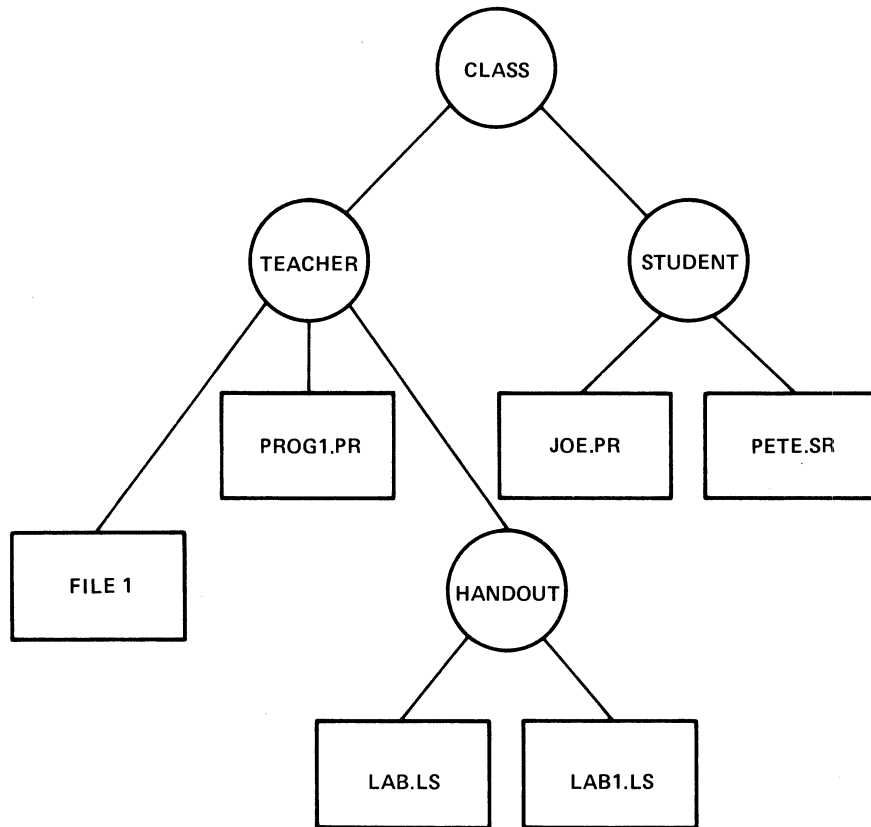 CLASS
TEACHER
STUDENT
PROG1.PR
JOE.PR
PETE.SR
FILE 1
HANDOUT
LAB.LS
LAB1.LS